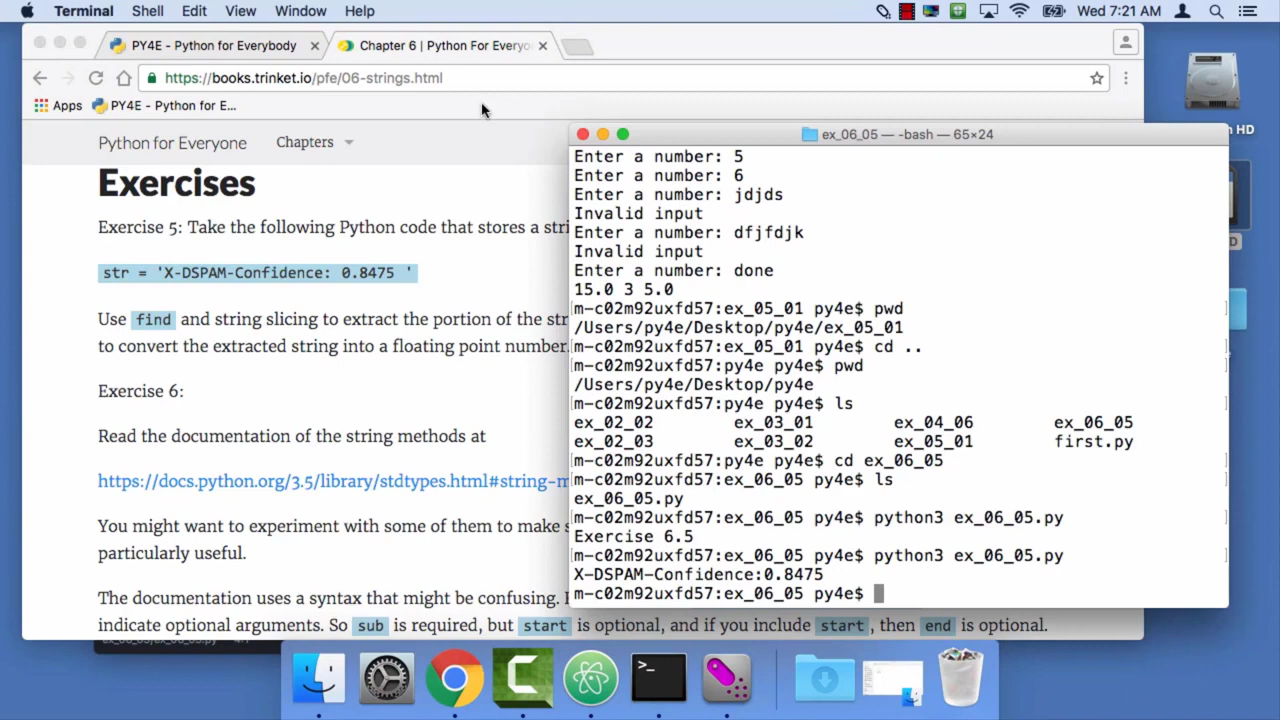 Terminal Shell Edit View Window Help Wed 7:21 AM
PY4E - Python for Everybody Chapter 6 | Python For Everyo
https://books.trinket.io/pfe/06-strings.html
Apps PY4E - Python for E...
HD
Python for Everyone Chapters
Exercises
Exercise 5: Take the following Python code that stores a stri
str = 'X-DSPAM-Confidence: 0.8475 '
Use find and string slicing to extract the portion of the str
to convert the extracted string into a floating point number.
Exercise 6:
Read the documentation of the string methods at
https://docs.python.org/3.5/library/stdtypes.html#string-m
You might want to experiment with some of them to make s
particularly useful.
The documentation uses a syntax that might be confusing.
indicate optional arguments. So sub is required, but start is optional, and if you include start, then end is optional.
ex_06_05 — -bash — 65×24
Enter a number: 5
Enter a number: 6
Enter a number: jdjds
Invalid input
Enter a number: dfjfdjk
Invalid input
Enter a number: done
15.0 3 5.0
[m-c02m92uxfd57:ex_05_01 py4e$ pwd ]
/Users/py4e/Desktop/py4e/ex_05_01
[m-c02m92uxfd57:ex_05_01 py4e$ cd .. ]
[m-c02m92uxfd57:py4e py4e$ pwd ]
/Users/py4e/Desktop/py4e
[m-c02m92uxfd57:py4e py4e$ ls ]
ex_02_02 ex_03_01 ex_04_06 ex_06_05
ex_02_03 ex_03_02 ex_05_01 first.py
[m-c02m92uxfd57:py4e py4e$ cd ex_06_05 ]
[m-c02m92uxfd57:ex_06_05 py4e$ ls ]
ex_06_05.py
[m-c02m92uxfd57:ex_06_05 py4e$ python3 ex_06_05.py ]
Exercise 6.5
[m-c02m92uxfd57:ex_06_05 py4e$ python3 ex_06_05.py ]
X-DSPAM-Confidence:0.8475
m-c02m92uxfd57:ex_06_05 py4e$